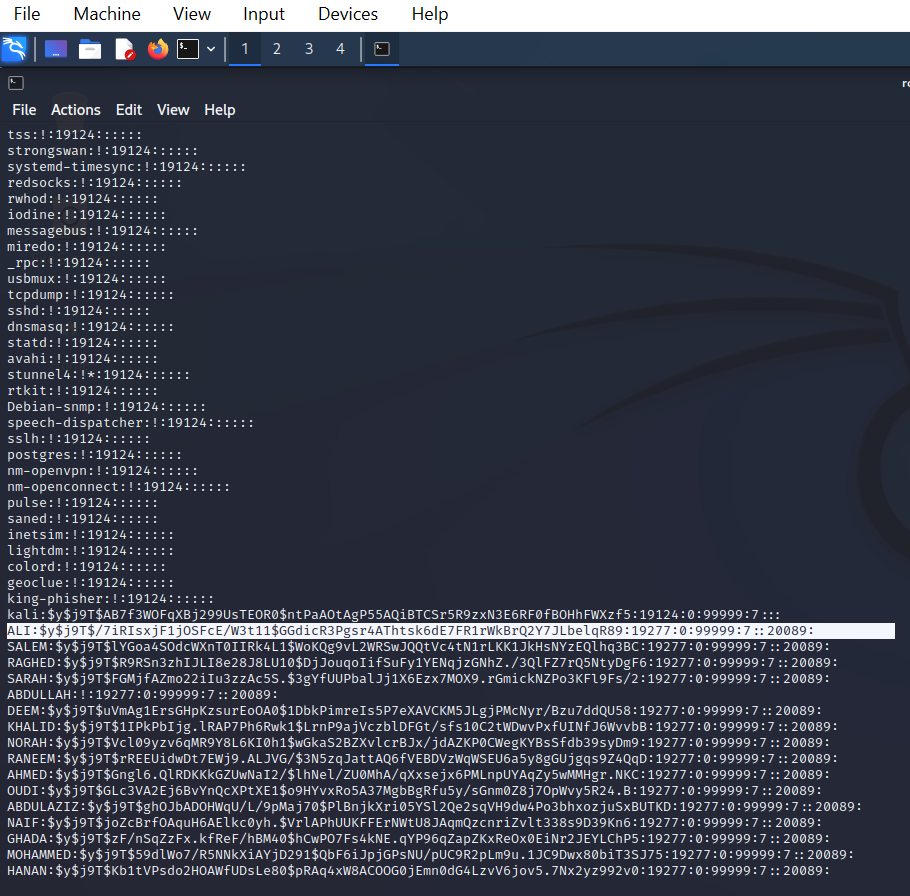 File Machine View Input Devices Help
1 2 3 4
File Actions Edit View Help
tss:!:19124::::::
strongswan:!:19124::::::
systemd-timesync:!:19124::::::
redsocks:!:19124::::::
rwhod:!:19124::::::
iodine:!:19124::::::
messagebus:!:19124::::::
miredo:!:19124::::::
_rpc:!:19124::::::
usbmux:!:19124::::::
tcpdump:!:19124::::::
sshd:!:19124::::::
dnsmasq:!:19124::::::
statd:!:19124::::::
avahi:!:19124::::::
stunnel4:!*:19124::::::
rtkit:!:19124::::::
Debian-snmp:!:19124::::::
speech-dispatcher:!:19124::::::
sslh:!:19124::::::
postgres:!:19124::::::
nm-openvpn:!:19124::::::
nm-openconnect:!:19124::::::
pulse:!:19124::::::
saned:!:19124::::::
inetsim:!:19124::::::
lightdm:!:19124::::::
colord:!:19124::::::
geoclue:!:19124::::::
king-phisher:!:19124::::::
kali:$y$j9T$AB7f3WOFqXBj299UsTEOR0$ntPaAOtAgP55AQiBTCSr5R9zxN3E6RF0fBOHhFWXzf5:19124:0:99999:7:::
ALI:$y$j9T$/7iRIsxjF1jOSFcE/W3t11$GGdicR3Pgsr4AThtsk6dE7FR1rWkBrQ2Y7JLbelqR89:19277:0:99999:7::20089:
SALEM:$y$j9T$lYGoa4SOdcWXnT0IIRk4L1$WoKQg9vL2WRSwJQQtVc4tN1rLKK1JkHsNYzEQlhq3BC:19277:0:99999:7::20089:
RAGHED:$y$j9T$R9RSn3zhIJLI8e28J8LU10$DjJouqoIifSuFy1YENqjzGNhZ./3QlFZ7rQ5NtyDgF6:19277:0:99999:7::20089:
SARAH:$y$j9T$FGMjfAZmo22iIu3zzAc5S.$3gYfUUPbalJj1X6Ezx7MOX9.rGmickNZPo3KFl9Fs/2:19277:0:99999:7::20089:
ABDULLAH:!:19277:0:99999:7::20089:
DEEM:$y$j9T$uVmAg1ErsGHpKzsurEoOA0$1DbkPimreIs5P7eXAVCKM5JLgjPMcNyr/Bzu7ddQU58:19277:0:99999:7::20089:
KHALID:$y$j9T$1IPkPbIjg.lRAP7Ph6Rwk1$LrnP9ajVczblDFGt/sfs10C2tWDwvPxfUINfJ6WvvbB:19277:0:99999:7::20089:
NORAH:$y$j9T$Vcl09yzv6qMR9Y8L6KI0h1$wGkaS2BZXvlcrBJx/jdAZKP0CWegKYBsSfdb39syDm9:19277:0:99999:7::20089:
RANEEM:$y$j9T$rREEUidwDt7EWj9.ALJVG/$3N5zqJattAQ6fVEBDVzWqWSEU6a5y8gGUjgqs9Z4QqD:19277:0:99999:7::20089:
AHMED:$y$j9T$Gngl6.QlRDKKkGZUwNaI2/$lhNel/ZU0MhA/qXxsejx6PMLnpUYAqZy5wMMHgr.NKC:19277:0:99999:7::20089:
OUDI:$y$j9T$GLc3VA2Ej6BvYnQcXPtXE1$o9HYvxRo5A37MgbBgRfu5y/sGnm0Z8j7OpWvy5R24.B:19277:0:99999:7::20089:
ABDULAZIZ:$y$j9T$ghOJbADOHWqU/L/9pMaj70$PlBnjkXri05YSl2Qe2sqVH9dw4Po3bhxozjuSxBUTKD:19277:0:99999:7::20089:
NAIF:$y$j9T$joZcBrfOAquH6AElkc0yh.$VrlAPhUUKFFErNWtU8JAqmQzcnriZvlt338s9D39Kn6:19277:0:99999:7::20089:
GHADA:$y$j9T$zF/nSqZzFx.kfReF/hBM40$hCwPO7Fs4kNE.qYP96qZapZKxReOx0EiNr2JEYLChP5:19277:0:99999:7::20089:
MOHAMMED:$y$j9T$59dlWo7/R5NNkXiAYjD291$QbF6iJpjGPsNU/pUC9R2pLm9u.1JC9Dwx80biT3SJ75:19277:0:99999:7::20089:
HANAN:$y$j9T$Kb1tVPsdo2HOAWfUDsLe80$pRAq4xW8ACOOG0jEmn0dG4LzvV6jov5.7Nx2yz992v0:19277:0:99999:7::20089: